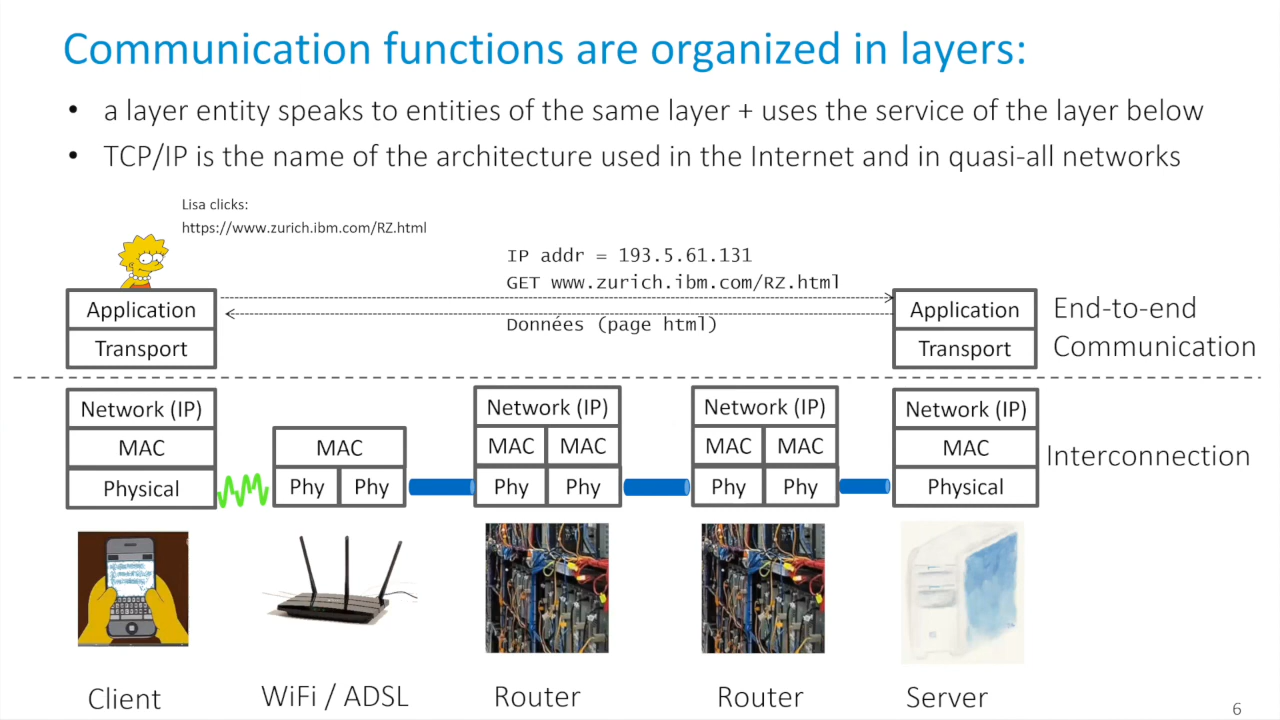 Communication functions are organized in layers:
• a layer entity speaks to entities of the same layer + uses the service of the layer below
• TCP/IP is the name of the architecture used in the Internet and in quasi-all networks
Lisa clicks:
https://www.zurich.ibm.com/RZ.html
IP addr = 193.5.61.131
GET www.zurich.ibm.com/RZ.html
Données (page html)
Application
Transport
Application
Transport
End-to-end
Communication
Network (IP)
MAC
Physical
MAC
Phy Phy
Network (IP)
MAC MAC
Phy Phy
Network (IP)
MAC MAC
Phy Phy
Network (IP)
MAC
Physical
Interconnection
Client
WiFi / ADSL
Router
Router
Server
6